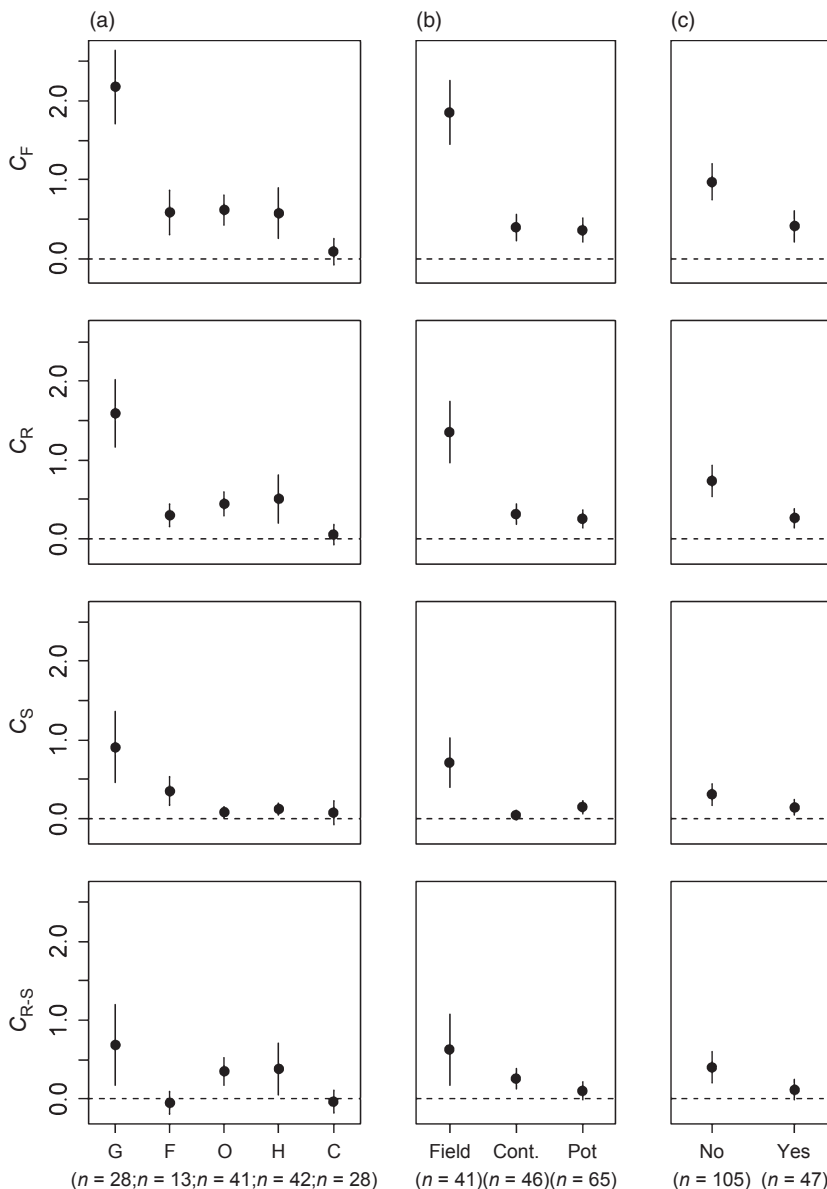 (a) (b) (c)
C_F
2.0
1.0
0.0
C_R
2.0
1.0
0.0
C_S
2.0
1.0
0.0
C_R-S
2.0
1.0
0.0
G F O H C Field Cont. Pot No Yes
(n = 28;n = 13;n = 41;n = 42;n = 28) (n = 41)(n = 46)(n = 65) (n = 105) (n = 47)